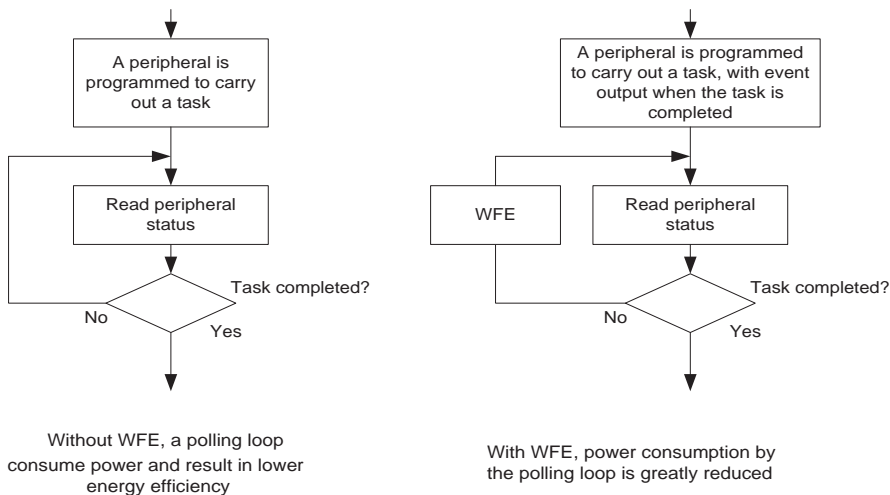 A peripheral is
programmed to carry
out a task
Read peripheral
status
Task completed?
No
Yes
Without WFE, a polling loop
consume power and result in lower
energy efficiency
A peripheral is programmed
to carry out a task, with event
output when the task is
completed
WFE
Read peripheral
status
Task completed?
No
Yes
With WFE, power consumption by
the polling loop is greatly reduced